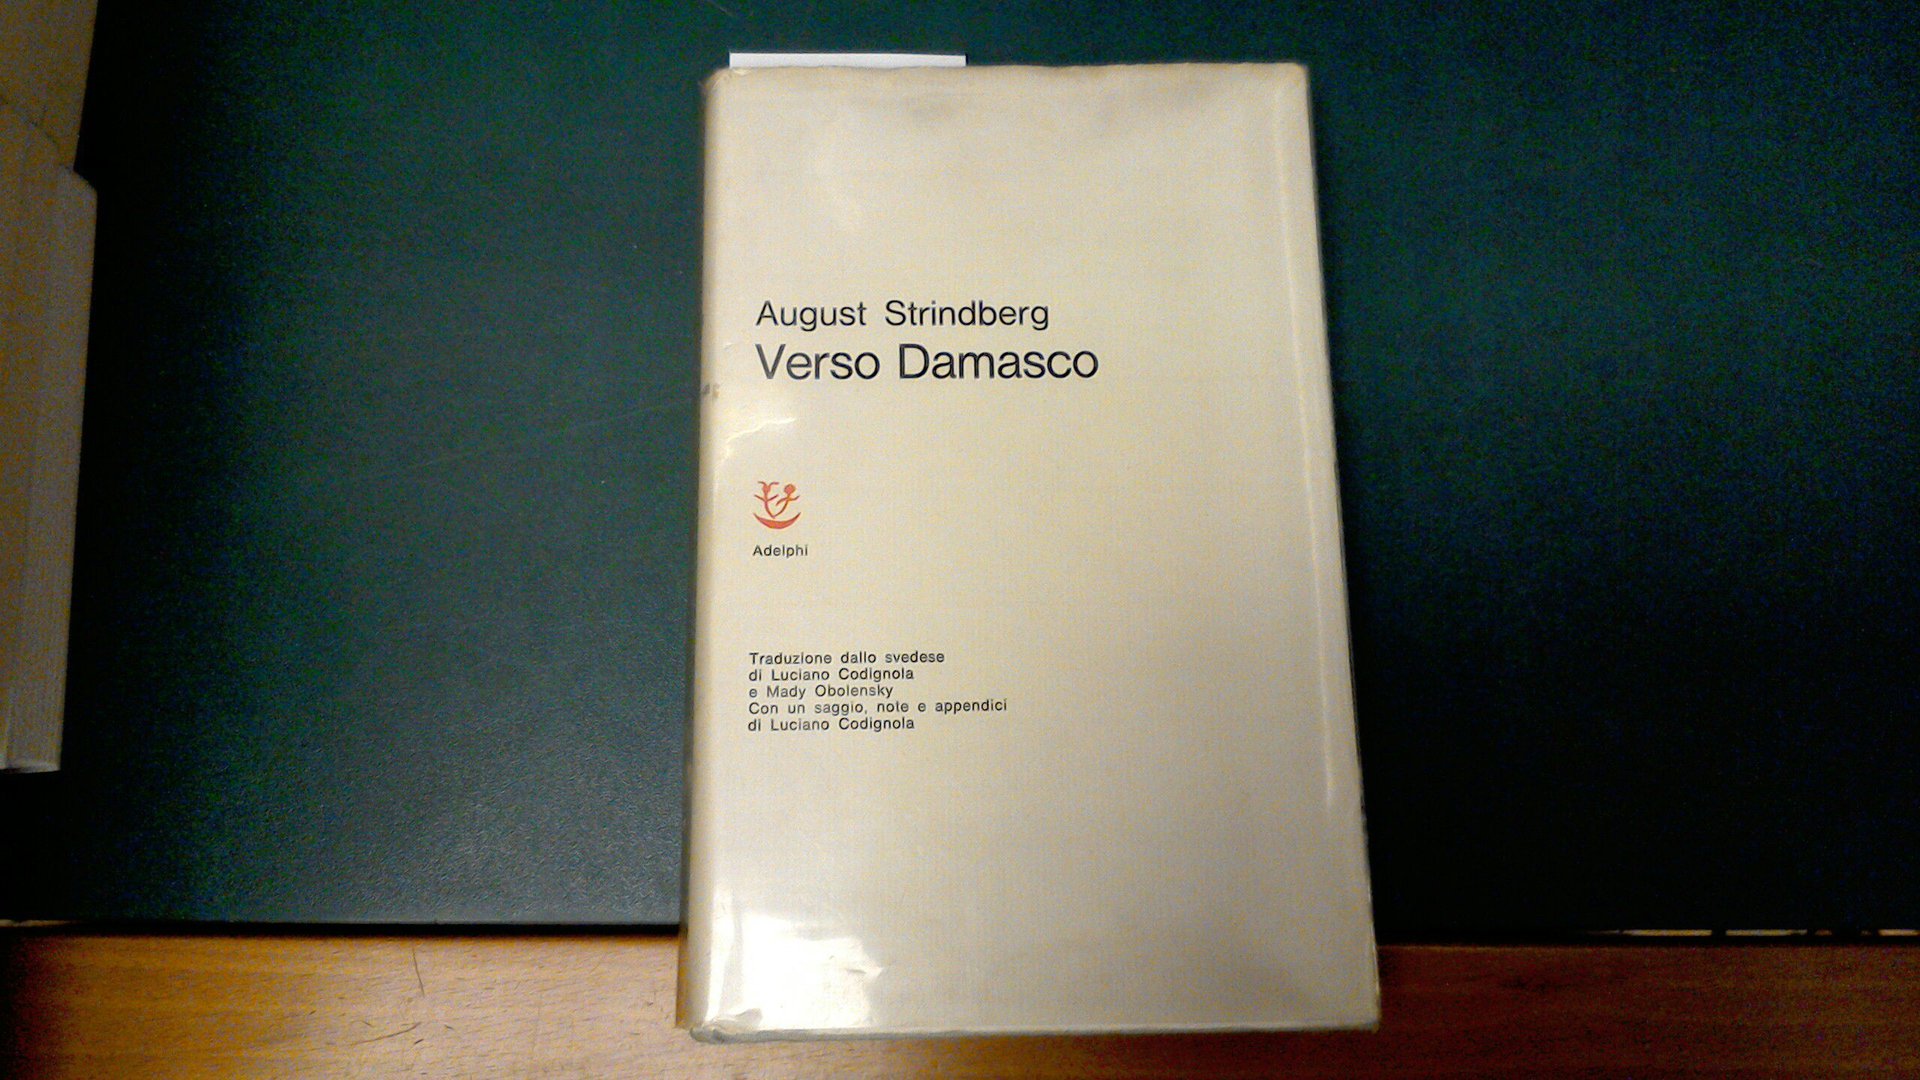 August Strindberg
Verso Damasco
Adelphi
Traduzione dallo svedese
di Luciano Codignola
e Mady Obolensky
Con un saggio, note e appendici
di Luciano Codignola